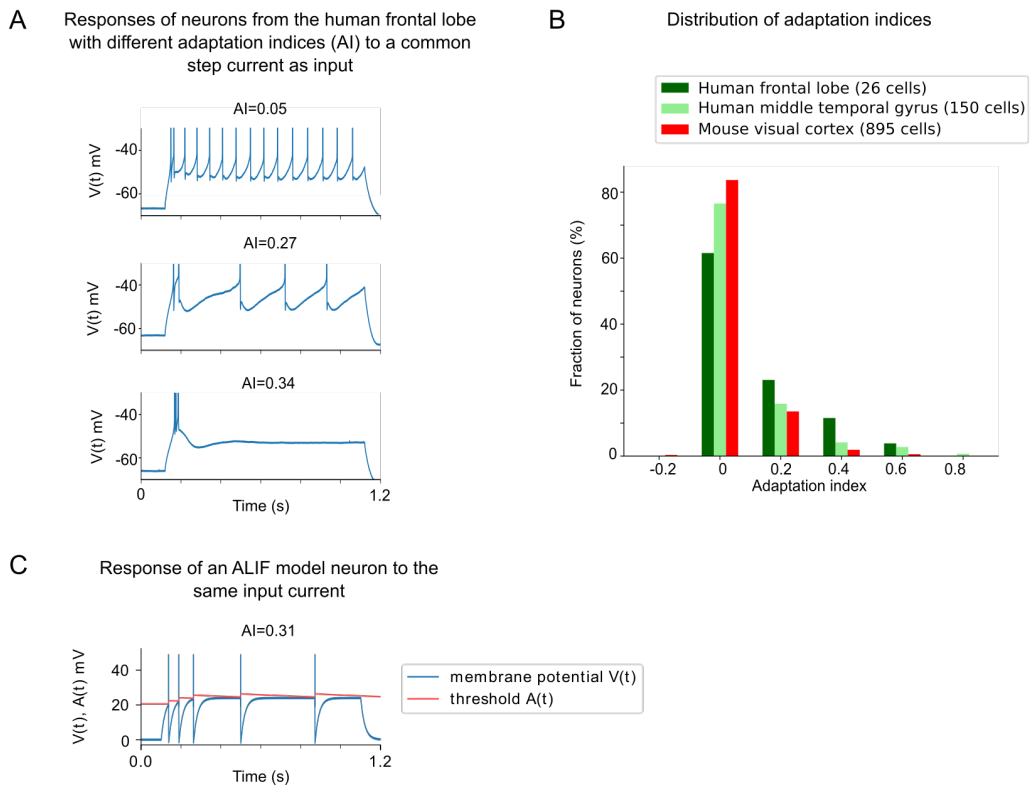 A
Responses of neurons from the human frontal lobe
with different adaptation indices (AI) to a common
step current as input
AI=0.05
V(t) mV
-40
-60
AI=0.27
V(t) mV
-40
-60
AI=0.34
V(t) mV
-40
-60
0
1.2
Time (s)
B
Distribution of adaptation indices
Human frontal lobe (26 cells)
Human middle temporal gyrus (150 cells)
Mouse visual cortex (895 cells)
Fraction of neurons (%)
80
60
40
20
0
-0.2 0 0.2 0.4 0.6 0.8
Adaptation index
C
Response of an ALIF model neuron to the
same input current
AI=0.31
V(t), A(t) mV
40
20
0
0.0 1.2
Time (s)
membrane potential V(t)
threshold A(t)